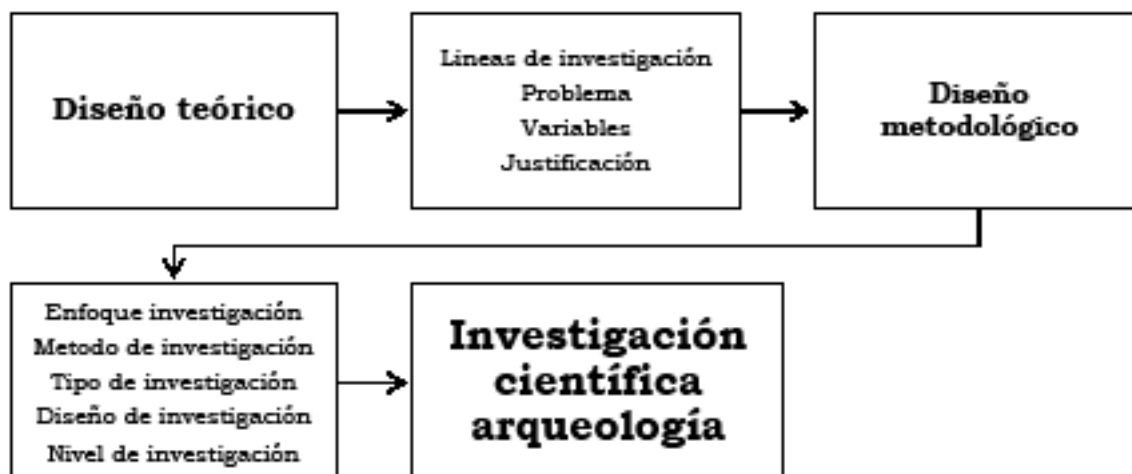 Diseño teórico
Lineas de investigación
Problema
Variables
Justificación
Diseño
metodológico
Enfoque investigación
Metodo de investigación
Tipo de investigación
Diseño de investigación
Nivel de investigación
Investigación
científica
arqueología